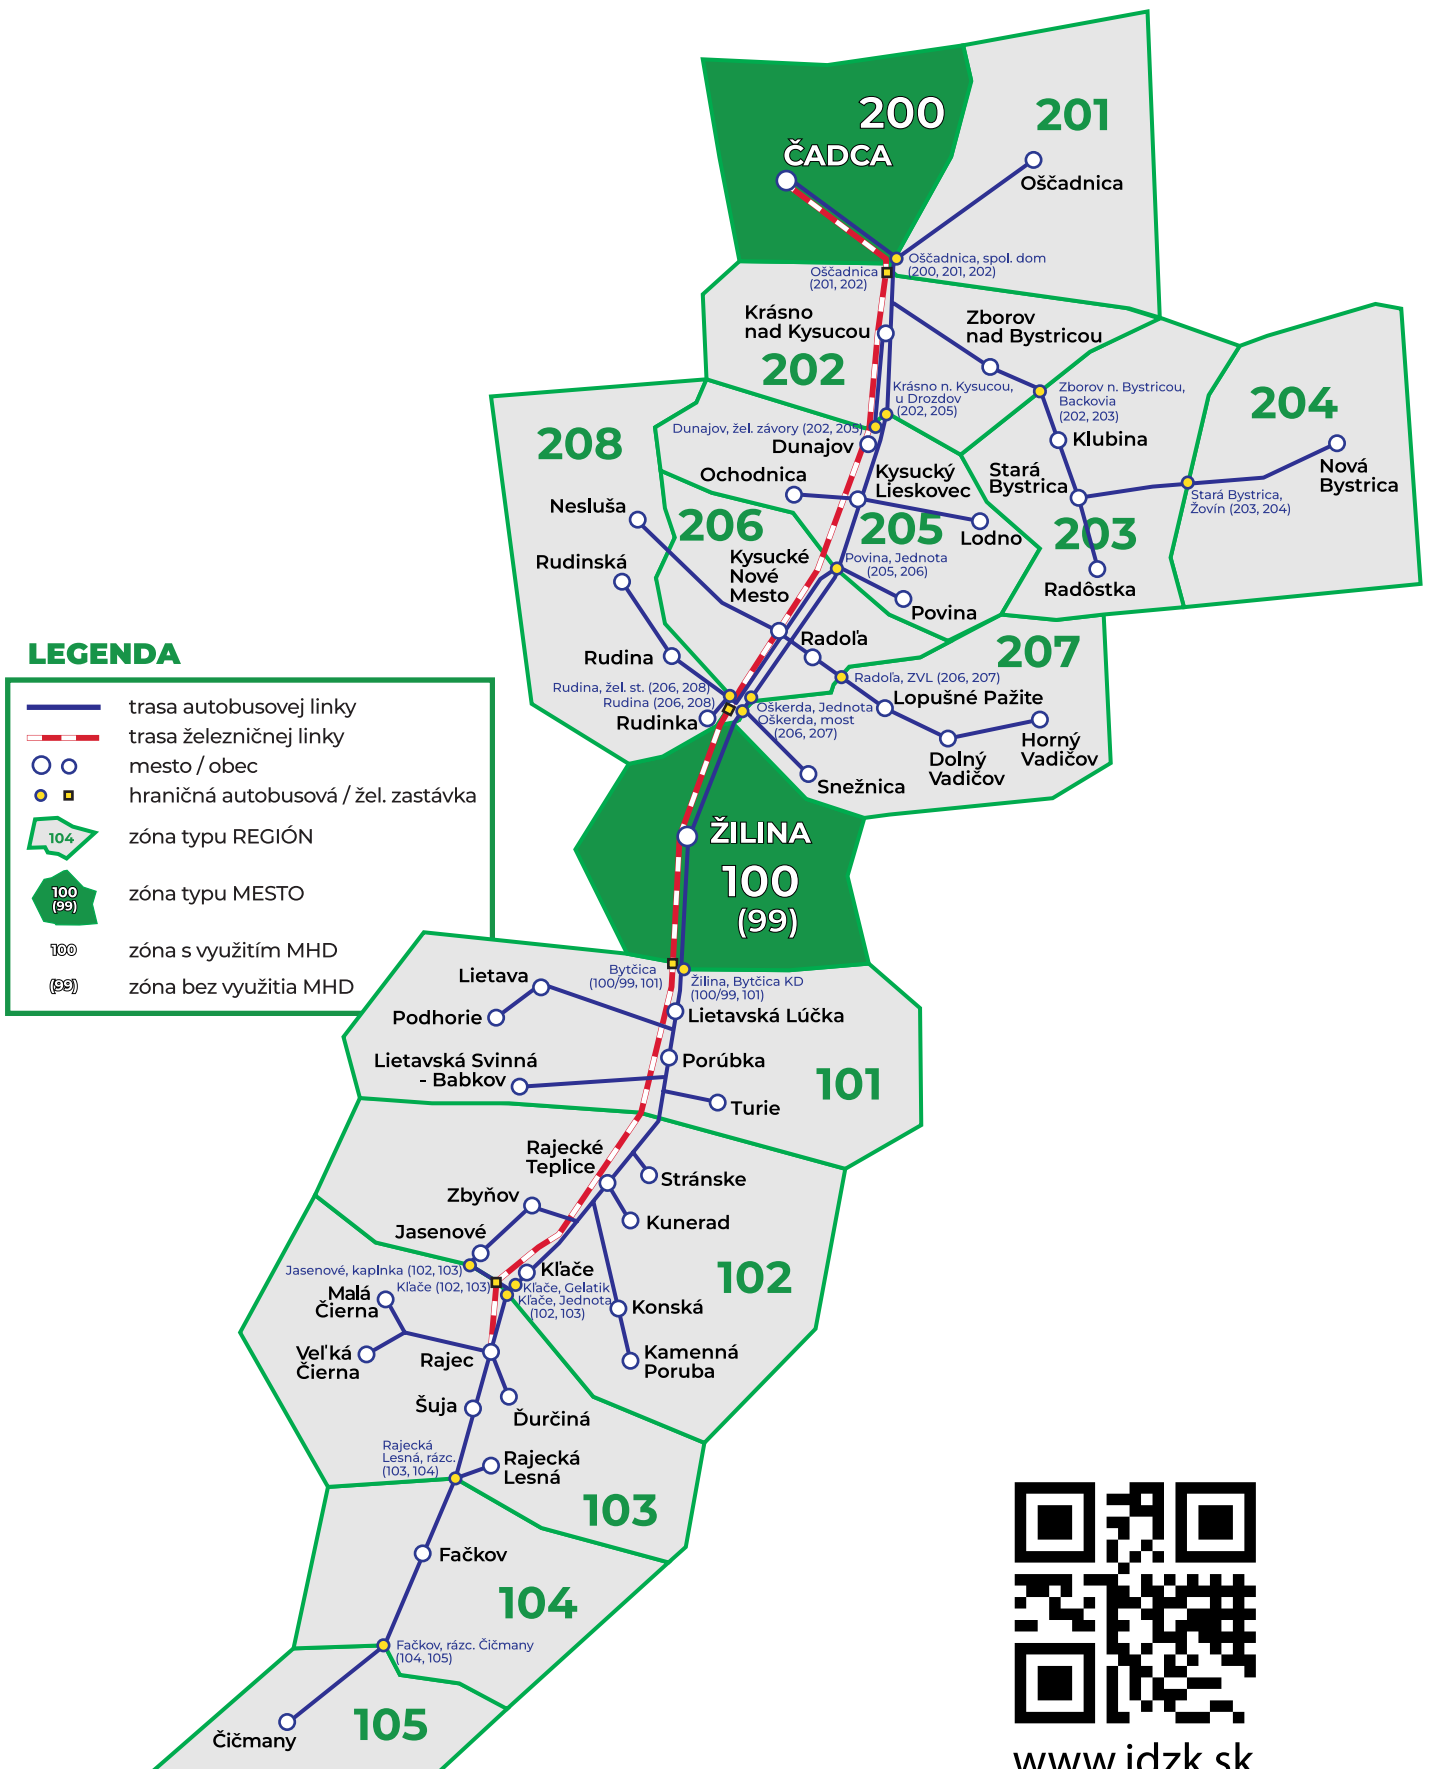 200
201
ČADCA
Oščadnica
Oščadnica, spol. dom
(200, 201, 202)
Oščadnica
(201, 202)
Krásno
nad Kysucou
Zborov
nad Bystricou
202
Krásno n. Kysucou,
u Drozdov
(202, 205)
Zborov n. Bystricou,
Backovia
(202, 203)
204
208
Dunajov, žel. závory (202, 205)
Dunajov
Klubina
Ochodnica
Kysucký
Lieskovec
Stará
Bystrica
Nová
Bystrica
Stará Bystrica,
Žovín (203, 204)
Nesluša
206
205
Lodno
203
Rudinská
Kysucké
Nové
Mesto
Povina, Jednota
(205, 206)
Radôstka
Povina
Radoľa
207
LEGENDA
Rudina
Radoľa, ZVL (206, 207)
Rudina, žel. st. (206, 208)
Rudina (206, 208)
Lopušné Pažite
Rudinka
Oškerda, Jednota
Oškerda, most
(206, 207)
Dolný
Vadičov
Horný
Vadičov
Snežnica
trasa autobusovej linky
trasa železničnej linky
mesto / obec
hraničná autobusová / žel. zastávka
104
zóna typu REGIÓN
100
(99)
zóna typu MESTO
100
zóna s využitím MHD
(99)
zóna bez využitia MHD
ŽILINA
100
(99)
Bytčica
(100/99, 101)
Žilina, Bytčica KD
(100/99, 101)
Lietava
Podhorie
Lietavská Lúčka
Lietavská Svinná
- Babkov
Porúbka
101
Turie
Rajecké
Teplice
Stránske
Zbyňov
Kunerad
Jasenové
Jasenové, kaplnka (102, 103)
Kľače
102
Kľače (102, 103)
Kľače, Gelatik
Kľače, Jednota
(102, 103)
Malá
Čierna
Konská
Veľká
Čierna
Rajec
Kamenná
Poruba
Šuja
Ďurčiná
Rajecká
Lesná, rázc.
(103, 104)
Rajecká
Lesná
103
Fačkov
104
Fačkov, rázc. Čičmany
(104, 105)
105
Čičmany
www.idzk.sk